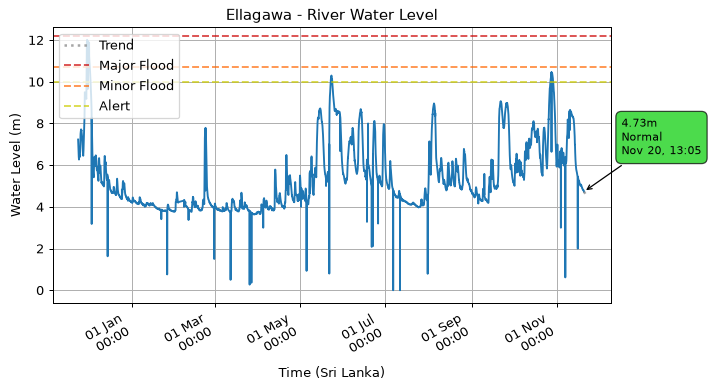 Ellagawa - River Water Level
Water Level (m)
12
10
8
6
4
2
0
Trend
Major Flood
Minor Flood
Alert
4.73m
Normal
Nov 20, 13:05
01 Jan
00:00
01 Mar
00:00
01 May
00:00
01 Jul
00:00
01 Sep
00:00
01 Nov
00:00
Time (Sri Lanka)